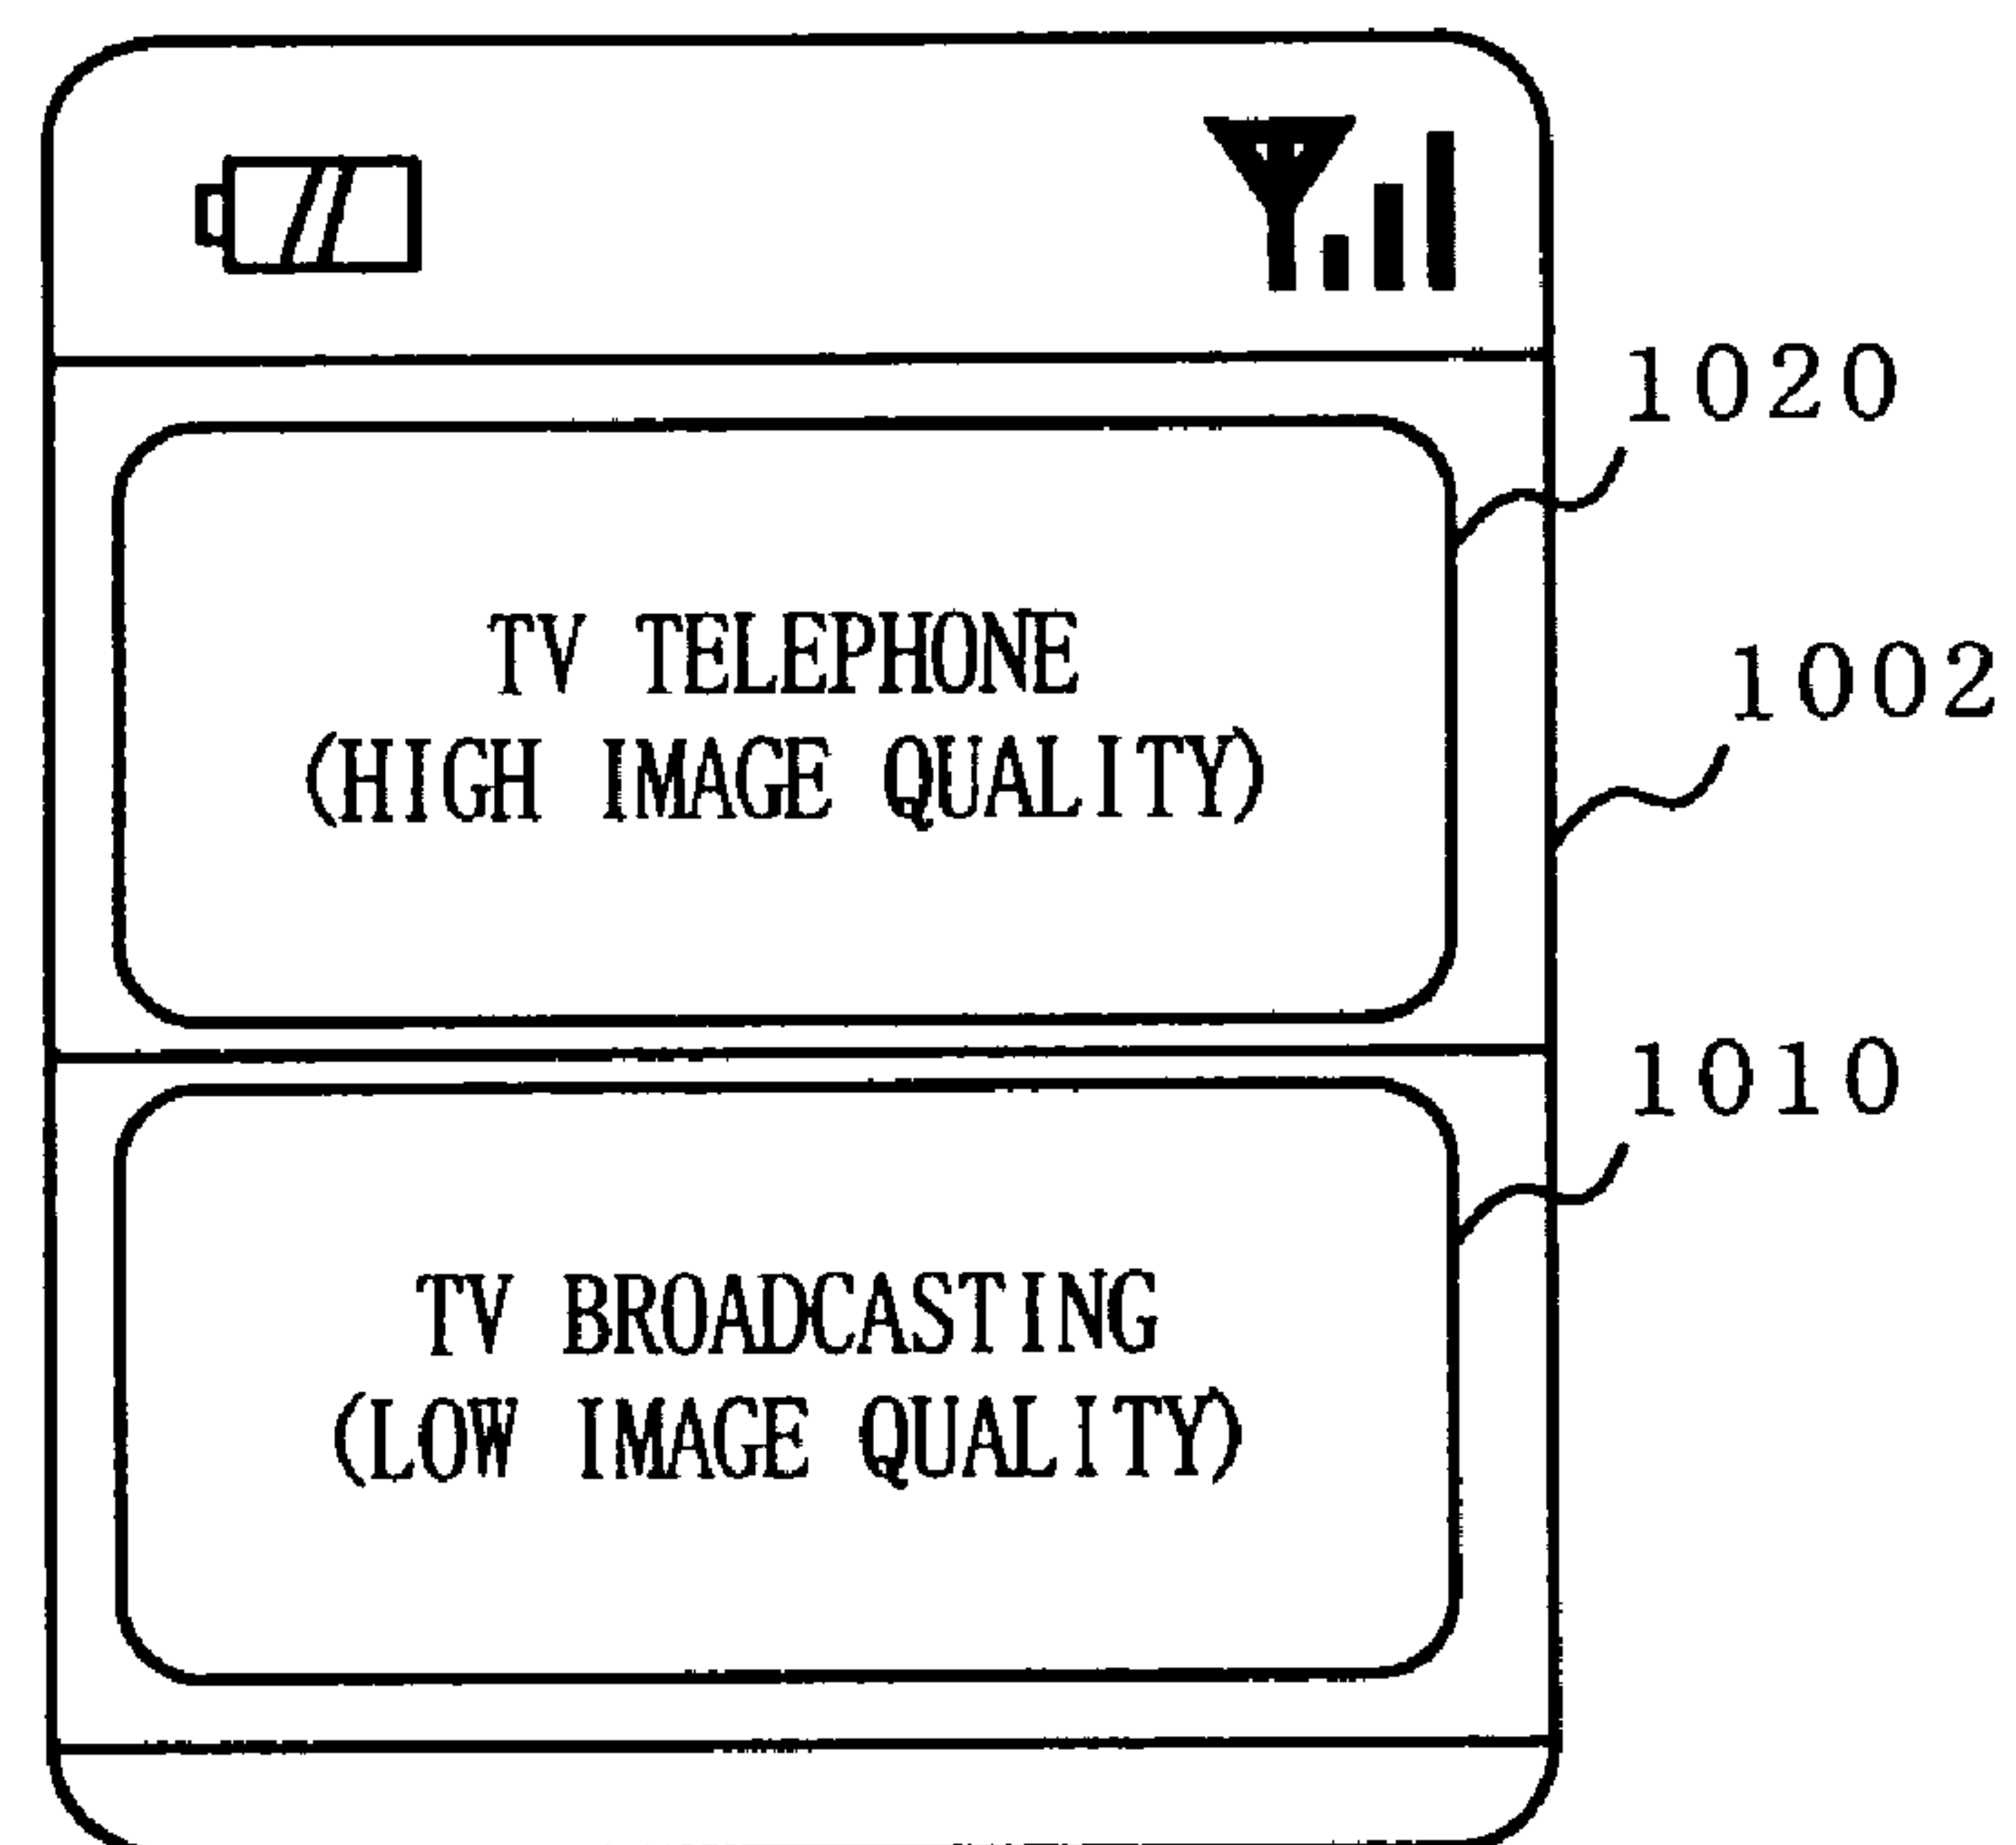 1020
TV TELEPHONE
(HIGH IMAGE QUALITY)
1002
1010
TV BROADCASTING
(LOW IMAGE QUALITY)